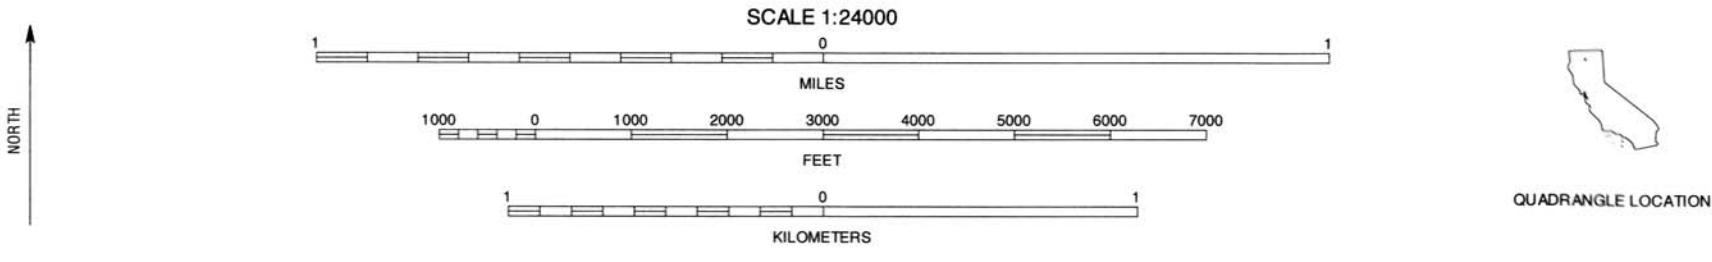 SCALE 1:24000
1 0 1
MILES
1000 0 1000 2000 3000 4000 5000 6000 7000
FEET
1 0 1
KILOMETERS
NORTH
QUADRANGLE LOCATION